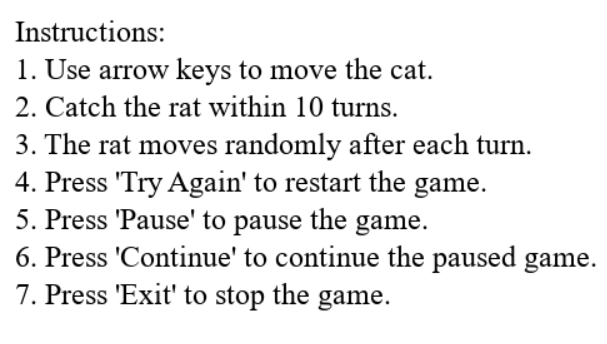 Instructions:
1. Use arrow keys to move the cat.
2. Catch the rat within 10 turns.
3. The rat moves randomly after each turn.
4. Press 'Try Again' to restart the game.
5. Press 'Pause' to pause the game.
6. Press 'Continue' to continue the paused game.
7. Press 'Exit' to stop the game.